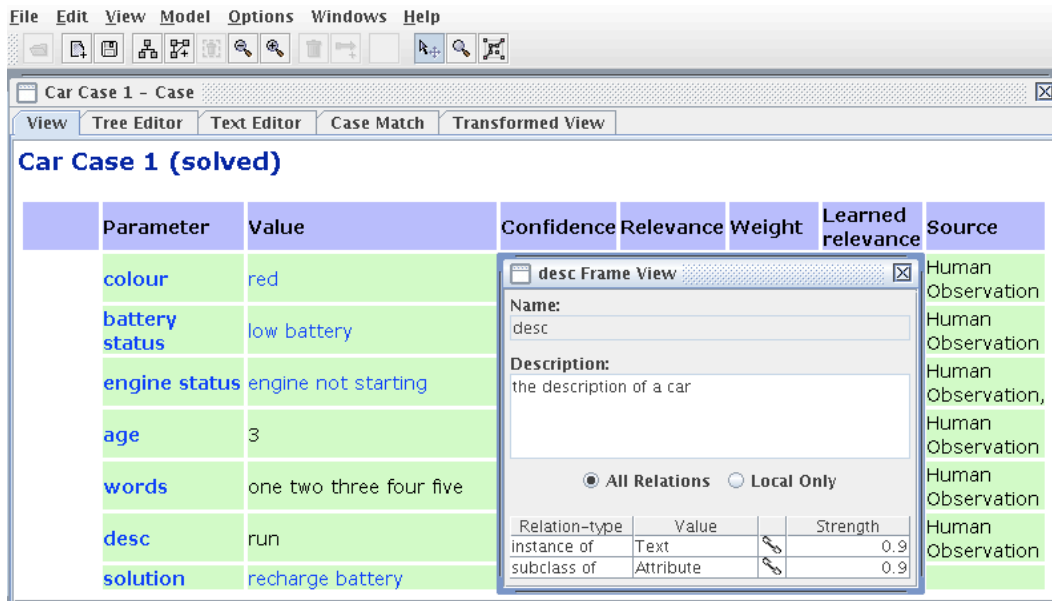 File Edit View Model Options Windows Help
Car Case 1 - Case
View Tree Editor Text Editor Case Match Transformed View
Car Case 1 (solved)
Parameter Value Confidence Relevance Weight Learned relevance Source
colour red Human Observation
battery status low battery Human Observation
engine status engine not starting Human Observation,
age 3 Human Observation
words one two three four five Human Observation
desc run Human Observation
solution recharge battery
desc Frame View
Name:
desc
Description:
the description of a car
All Relations Local Only
Relation-type Value Strength
instance of Text 0.9
subclass of Attribute 0.9